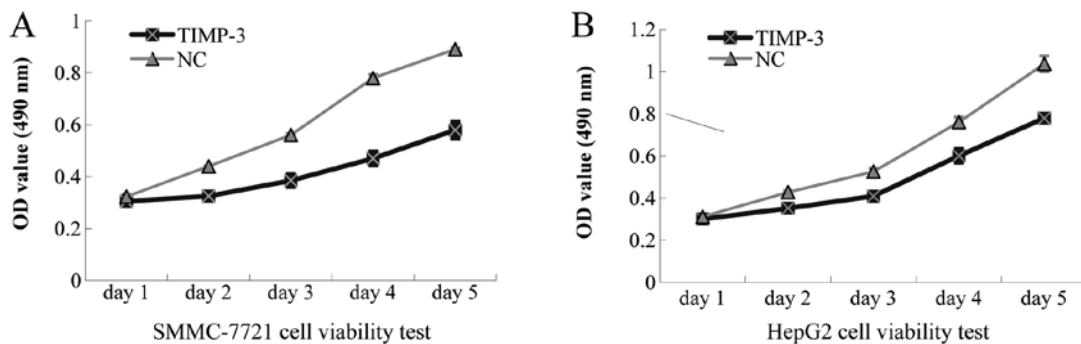 A
TIMP-3
NC
OD value (490 nm)
1
0.8
0.6
0.4
0.2
0
day 1 day 2 day 3 day 4 day 5
SMMC-7721 cell viability test
B
TIMP-3
NC
OD value (490 nm)
1.2
1
0.8
0.6
0.4
0.2
0
day 1 day 2 day 3 day 4 day 5
HepG2 cell viability test